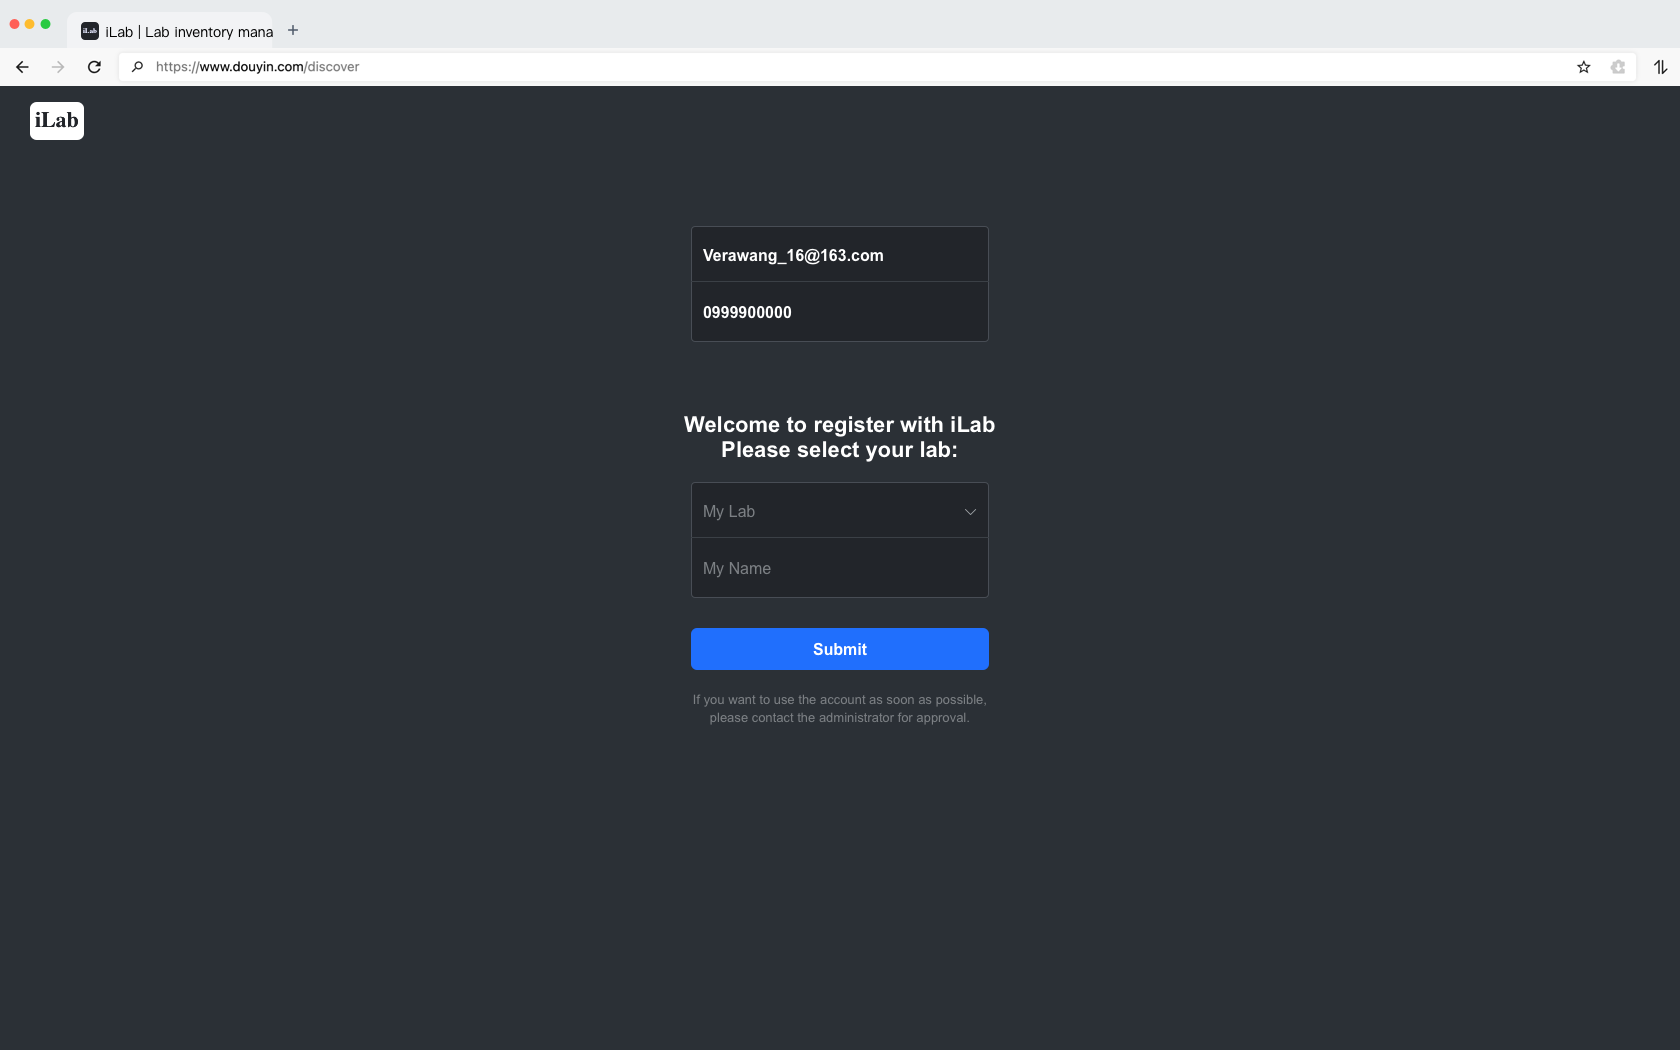 iLab
iLab | Lab inventory mana
https://www.douyin.com/discover
iLab
Verawang_16@163.com
0999900000
Welcome to register with iLab
Please select your lab:
My Lab
My Name
Submit
If you want to use the account as soon as possible,
please contact the administrator for approval.